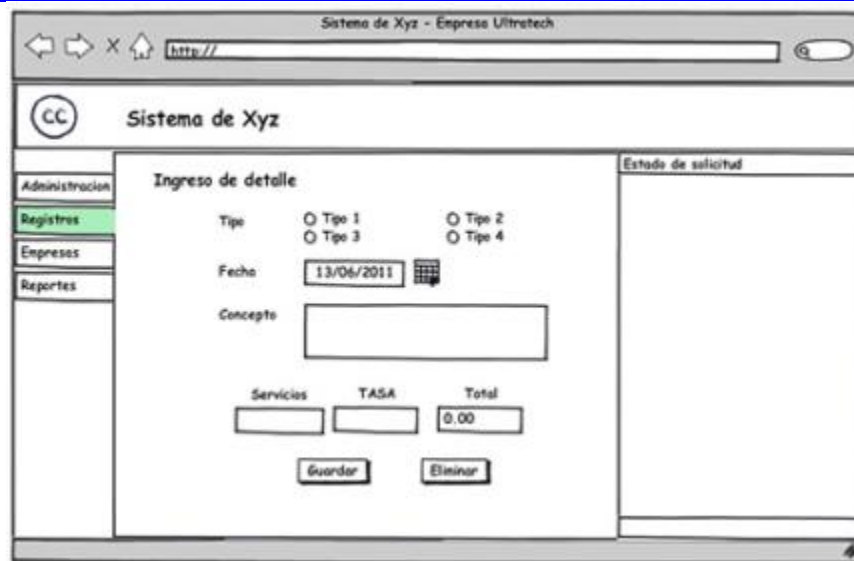 Sistema de Xyz - Empresa Ultratech
http://
CC
Sistema de Xyz
Estado de solicitud
Administracion
Registros
Empresas
Reportes
Ingreso de detalle
Tipo
Tipo 1
Tipo 2
Tipo 3
Tipo 4
Fecha
13/06/2011
Concepto
Servicios TASA Total
0.00
Guardar Eliminar